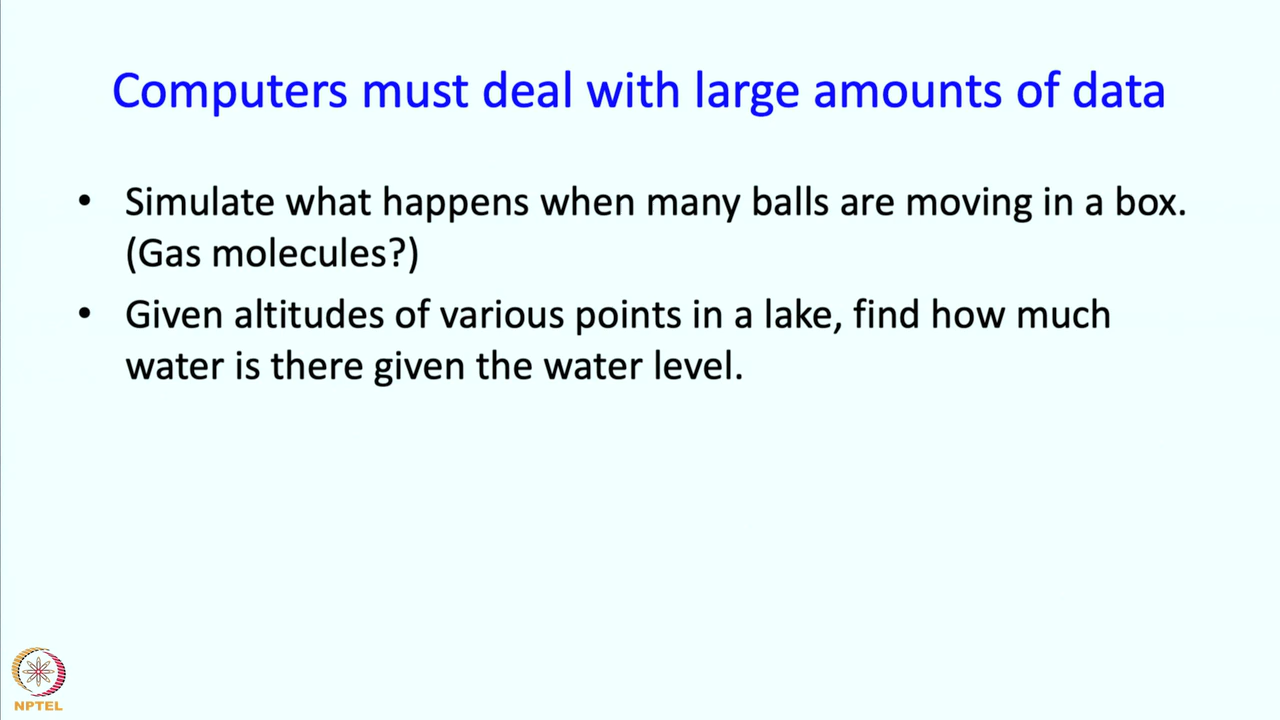 Computers must deal with large amounts of data
• Simulate what happens when many balls are moving in a box.
(Gas molecules?)
• Given altitudes of various points in a lake, find how much
water is there given the water level.
NPTEL